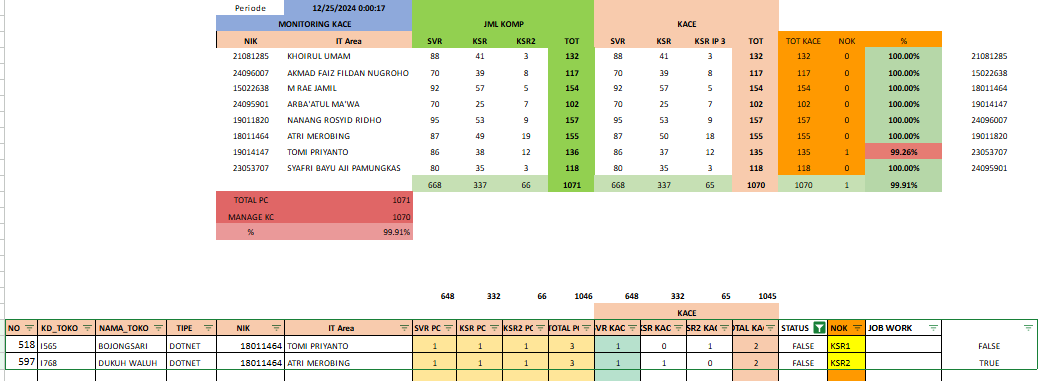 Periode 12/25/2024 0:00:17
MONITORING KACE JML KOMP KACE
NIK IT Area SVR KSR KSR2 TOT SVR KSR KSR IP 3 TOT TOT KACE NOK %
21081285 KHOIRUL UMAM 88 41 3 132 88 41 3 132 132 0 100.00% 21081285
24096007 AKMAD FAIZ FILDAN NUGROHO 70 39 8 117 70 39 8 117 117 0 100.00% 15022638
15022638 M RAE JAMIL 92 57 5 154 92 57 5 154 154 0 100.00% 18011464
24095901 ARBA'ATUL MA'WA 70 25 7 102 70 25 7 102 102 0 100.00% 19014147
19011820 NANANG ROSYID RIDHO 95 53 9 157 95 53 9 157 157 0 100.00% 24096007
18011464 ATRI MEROBING 87 49 19 155 87 50 18 155 155 0 100.00% 19011820
19014147 TOMI PRIYANTO 86 38 12 136 86 37 12 135 135 1 99.26% 23053707
23053707 SYAFRI BAYU AJI PAMUNGKAS 80 35 3 118 80 35 3 118 118 0 100.00% 24095901
668 337 66 1071 668 337 65 1070 1070 1 99.91%
TOTAL PC 1071
MANAGE KC 1070
% 99.91%
648 332 66 1046 648 332 65 1045
KACE
NO KD_TOKO NAMA_TOKO TIPE NIK IT Area SVR PC KSR PC KSR2 PC TOTAL P VR KAC SR KAC SR2 KA OTAL KA STATUS NOK JOB WORK
518 I565 BOJONGSARI DOTNET 18011464 TOMI PRIYANTO 1 1 1 3 1 0 1 2 FALSE KSR1 FALSE
597 I768 DUKUH WALUH DOTNET 18011464 ATRI MEROBING 1 1 1 3 1 1 0 2 FALSE KSR2 TRUE